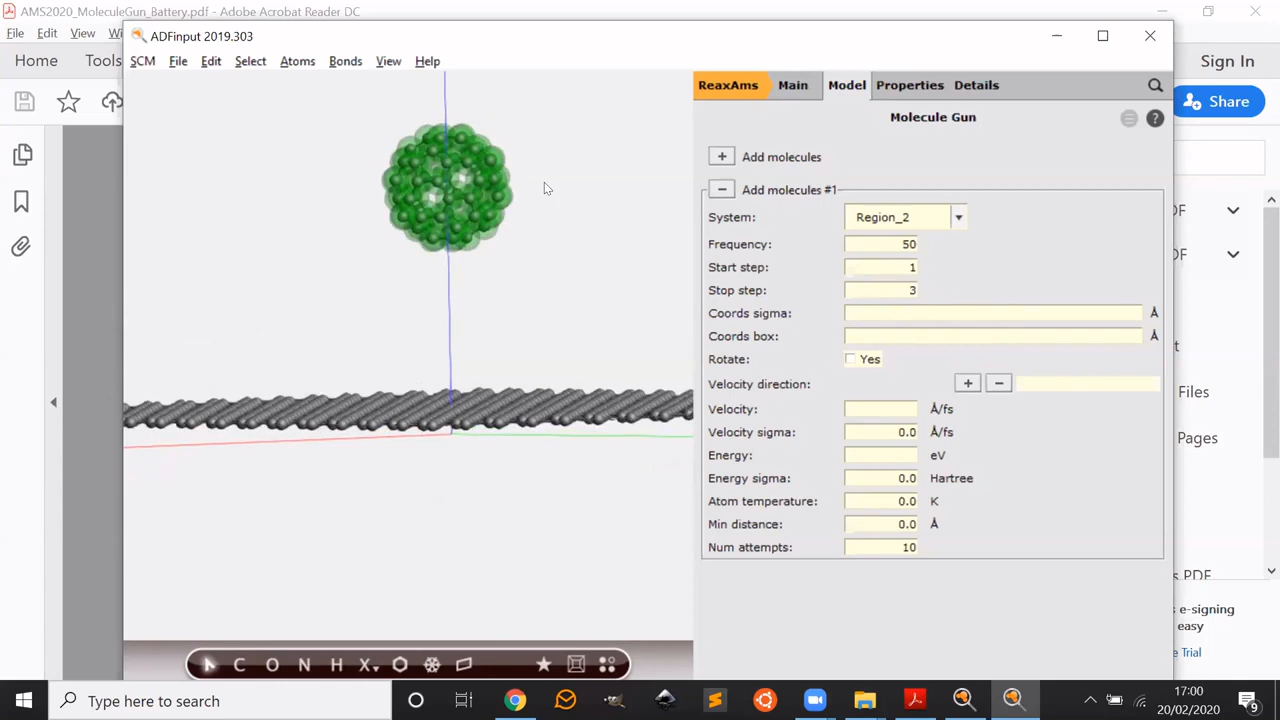 AMS2020_MoleculeGun_Battery.pdf - Adobe Acrobat Reader DC
File Edit View
Home Tools
Sign In
Share
ADFinput 2019.303
SCM File Edit Select Atoms Bonds View Help
ReaxAms Main Model Properties Details
Molecule Gun
+ Add molecules
- Add molecules #1
System: Region_2
Frequency: 50
Start step: 1
Stop step: 3
Coords sigma: Å
Coords box: Å
Rotate: Yes
Velocity direction: + -
Velocity: Å/fs
Velocity sigma: 0.0 Å/fs
Energy: eV
Energy sigma: 0.0 Hartree
Atom temperature: 0.0 K
Min distance: 0.0 Å
Num attempts: 10
C O N H X
Files
Pages
PDF
e-signing
easy
Trial
Type here to search
17:00
20/02/2020
9